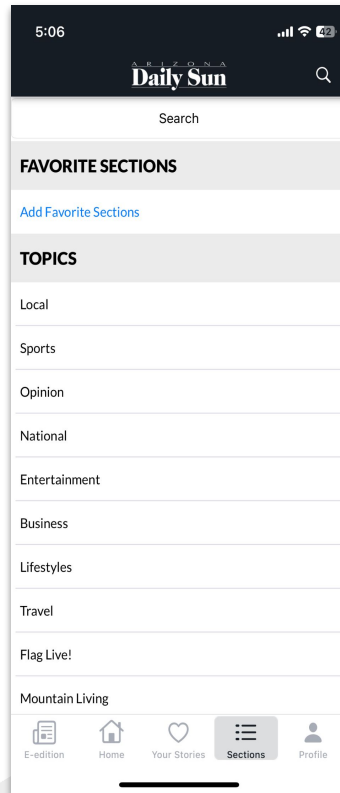 5:06
42
ARIZONA
Daily Sun
Search
FAVORITE SECTIONS
Add Favorite Sections
TOPICS
Local
Sports
Opinion
National
Entertainment
Business
Lifestyles
Travel
Flag Live!
Mountain Living
E-edition Home Your Stories Sections Profile